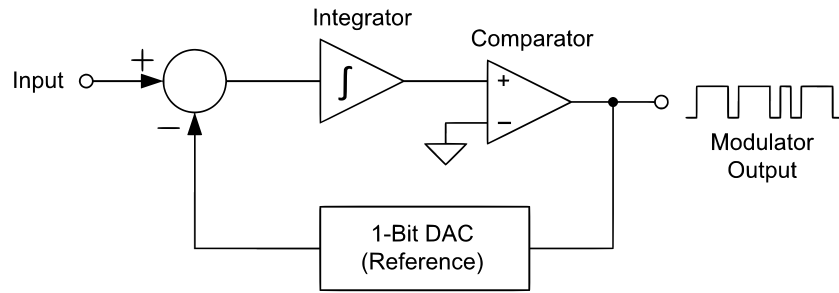 Integrator
Comparator
Input
+
−
∫
+
−
Modulator
Output
1-Bit DAC
(Reference)